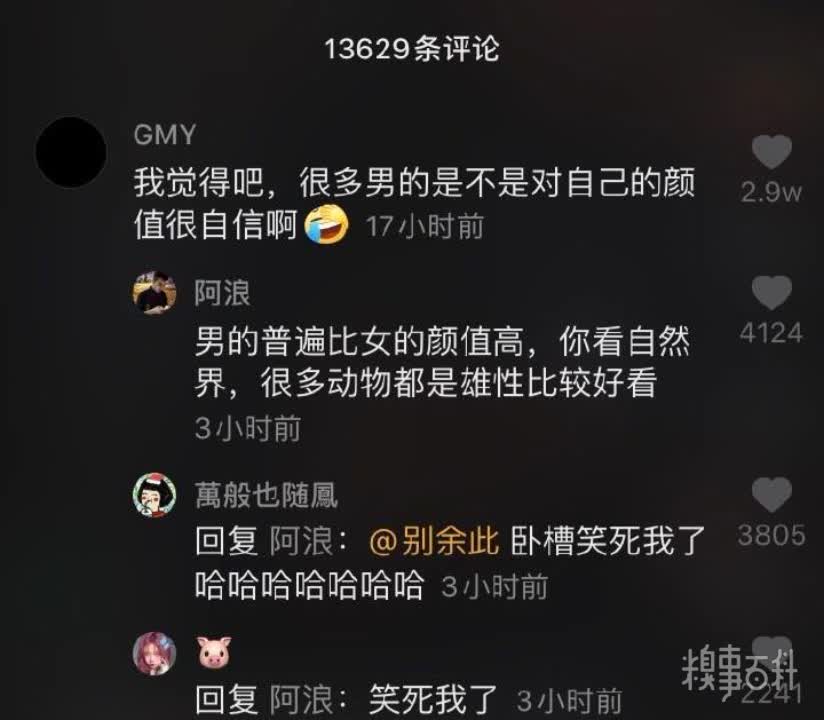 13629条评论
GMY
我觉得吧，很多男的是不是对自己的颜
2.9w
值很自信啊🤣 17小时前
阿浪
男的普遍比女的颜值高，你看自然
4124
界，很多动物都是雄性比较好看
3小时前
萬般也随鳳
回复 阿浪：@别余此 卧槽笑死我了
3805
哈哈哈哈哈哈哈 3小时前
🐷
回复 阿浪：笑死我了 3小时前
2241
糗事百科